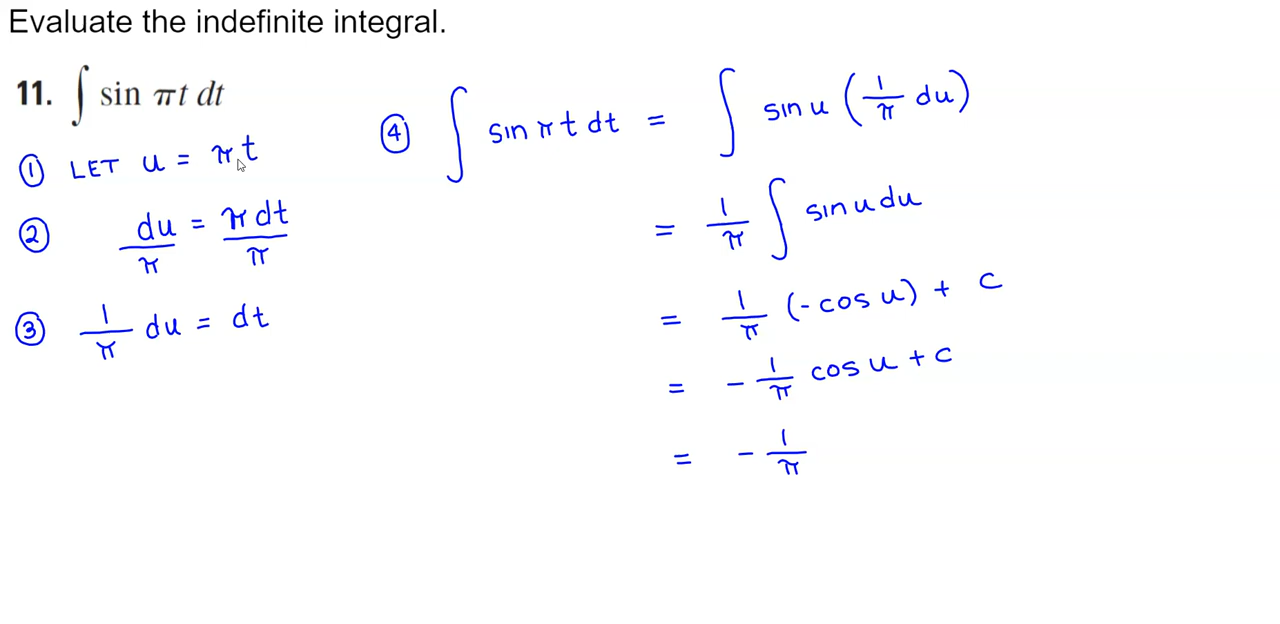 Evaluate the indefinite integral.
11. ∫ sin πt dt
① LET u = πt
② du/π = π dt/π
③ 1/π du = dt
④ ∫ sin πt dt = ∫ sin u (1/π du)
= 1/π ∫ sin u du
= 1/π (-cos u) + c
= - 1/π cos u + c
= - 1/π